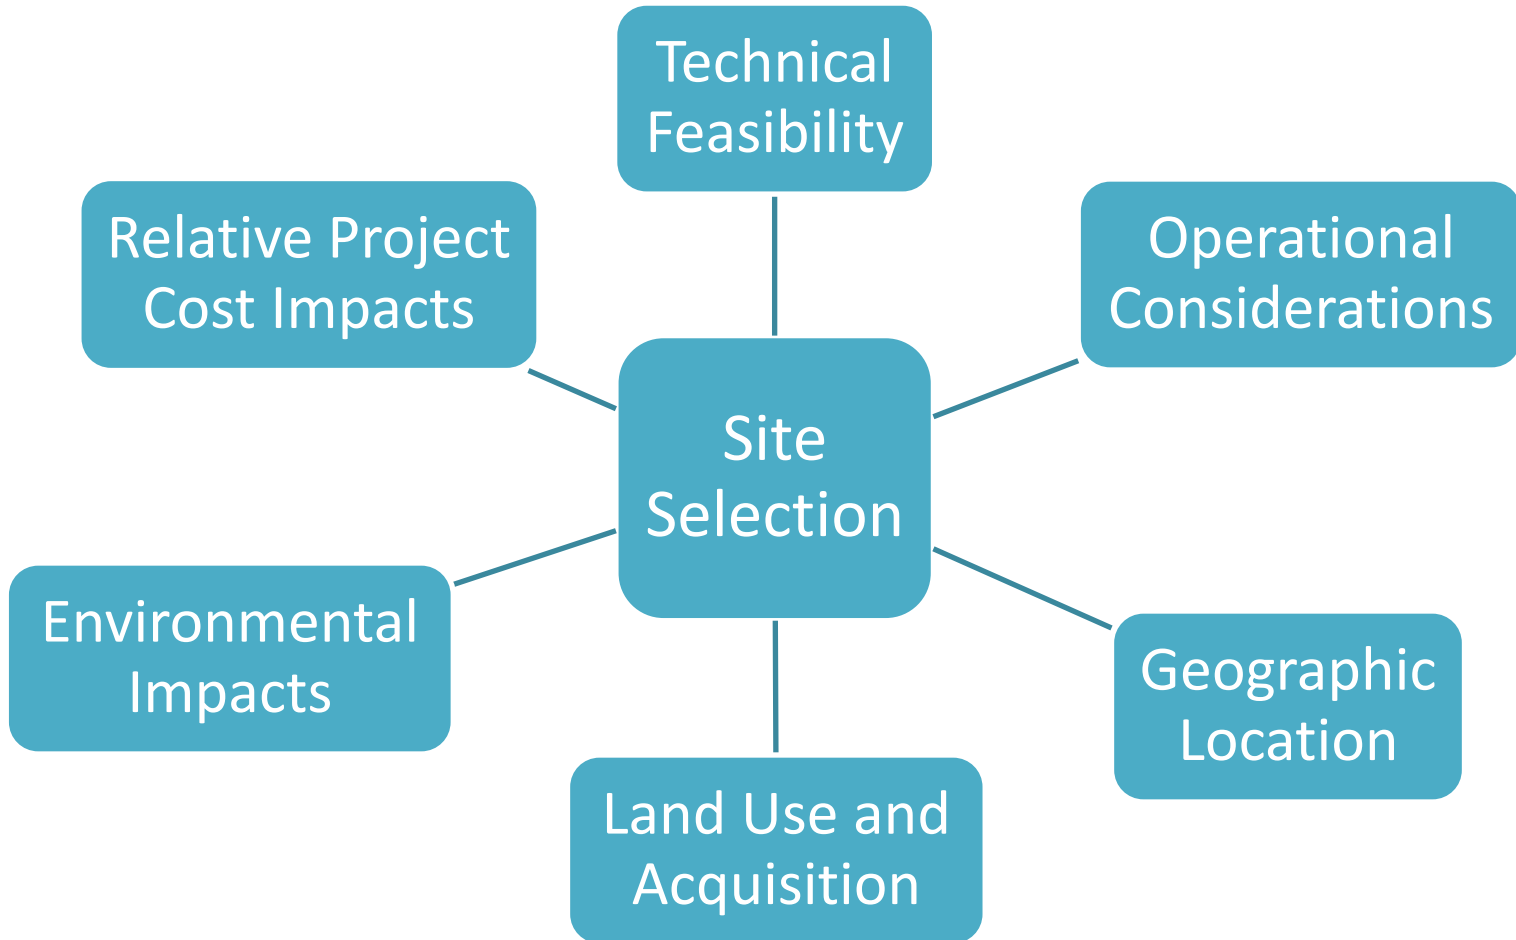 Technical
Feasibility
Relative Project
Cost Impacts
Operational
Considerations
Site
Selection
Environmental
Impacts
Geographic
Location
Land Use and
Acquisition